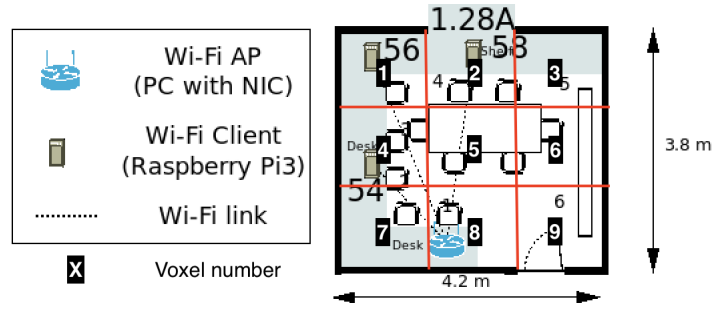 Wi-Fi AP
(PC with NIC)
Wi-Fi Client
(Raspberry Pi3)
Wi-Fi link
X Voxel number
1.28A
56 Shelf 58
1 2 3
4 5
Desk 4 5 6
54
6
1
7 8 9
Desk
4.2 m
3.8 m